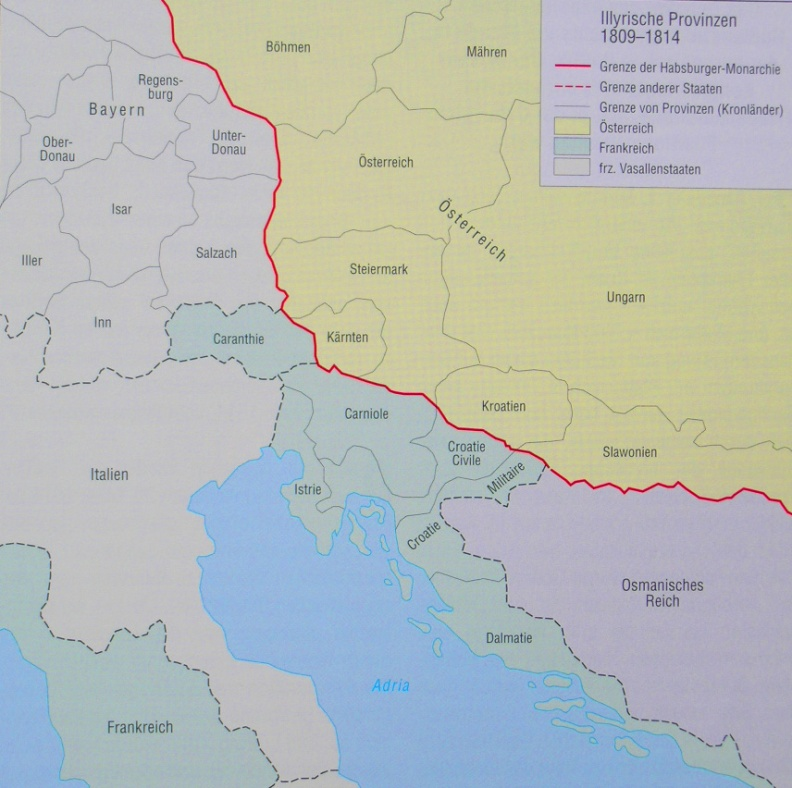 Illyrische Provinzen
1809–1814
Grenze der Habsburger-Monarchie
Grenze anderer Staaten
Grenze von Provinzen (Kronländer)
Österreich
Frankreich
frz. Vasallenstaaten
Böhmen
Mähren
Regens-
burg
Bayern
Ober-
Donau
Unter-
Donau
Österreich
Isar
Österreich
Salzach
Iller
Steiermark
Ungarn
Inn
Caranthie
Kärnten
Carniole
Kroatien
Croatie
Civile
Slawonien
Italien
Istrie
Militaire
Croatie
Osmanisches
Reich
Dalmatie
Adria
Frankreich